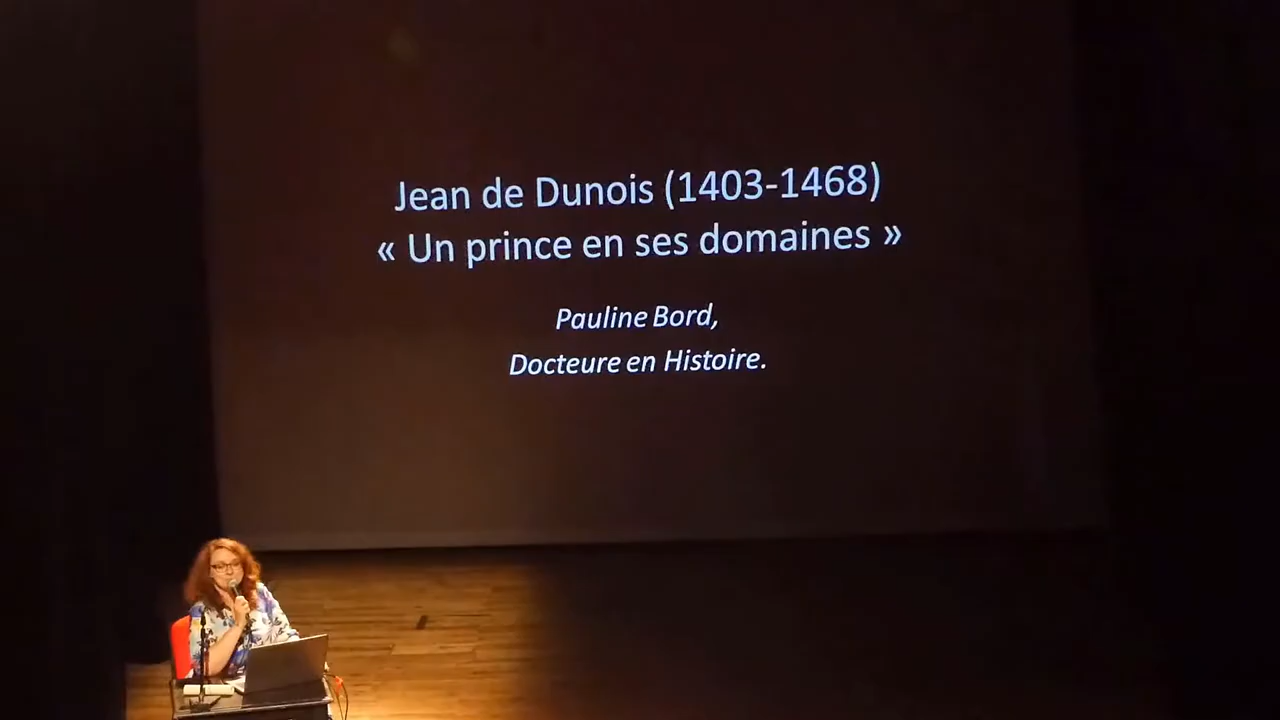 Jean de Dunois (1403-1468)
« Un prince en ses domaines »
Pauline Bord,
Docteure en Histoire.